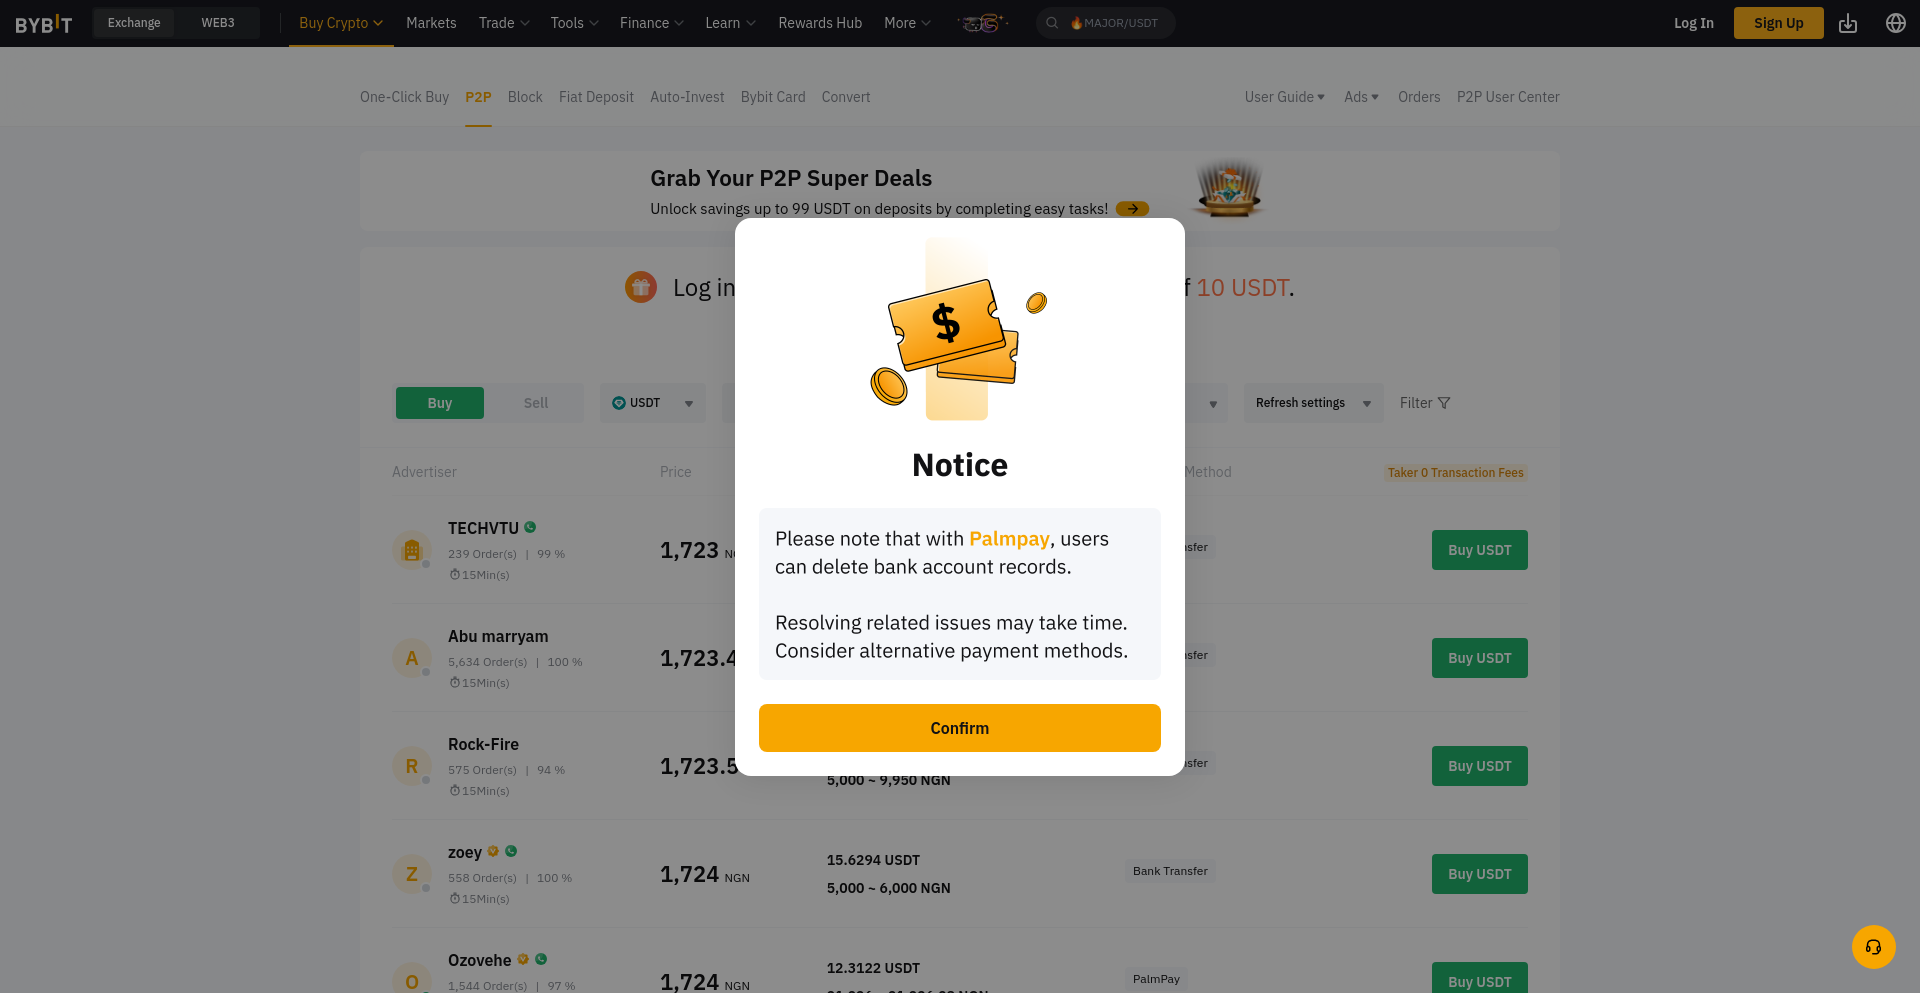 BYBIT
Exchange
WEB3
Buy Crypto
Markets
Trade
Tools
Finance
Learn
Rewards Hub
More
🔥MAJOR/USDT
Log In
Sign Up
One-Click Buy
P2P
Block
Fiat Deposit
Auto-Invest
Bybit Card
Convert
User Guide
Ads
Orders
P2P User Center
Grab Your P2P Super Deals
Unlock savings up to 99 USDT on deposits by completing easy tasks!
Log in
10 USDT.
Buy
Sell
USDT
Refresh settings
Filter
Advertiser
Price
Method
Taker 0 Transaction Fees
TECHVTU
239 Order(s) | 99 %
15Min(s)
1,723
Buy USDT
Abu marryam
5,634 Order(s) | 100 %
15Min(s)
1,723.4
Buy USDT
Rock-Fire
575 Order(s) | 94 %
15Min(s)
1,723.5
5,000 ~ 9,950 NGN
Buy USDT
zoey
558 Order(s) | 100 %
15Min(s)
1,724 NGN
15.6294 USDT
5,000 ~ 6,000 NGN
Bank Transfer
Buy USDT
Ozovehe
1,544 Order(s) | 97 %
1,724 NGN
12.3122 USDT
PalmPay
Buy USDT
$
Notice
Please note that with Palmpay, users
can delete bank account records.
Resolving related issues may take time.
Consider alternative payment methods.
Confirm